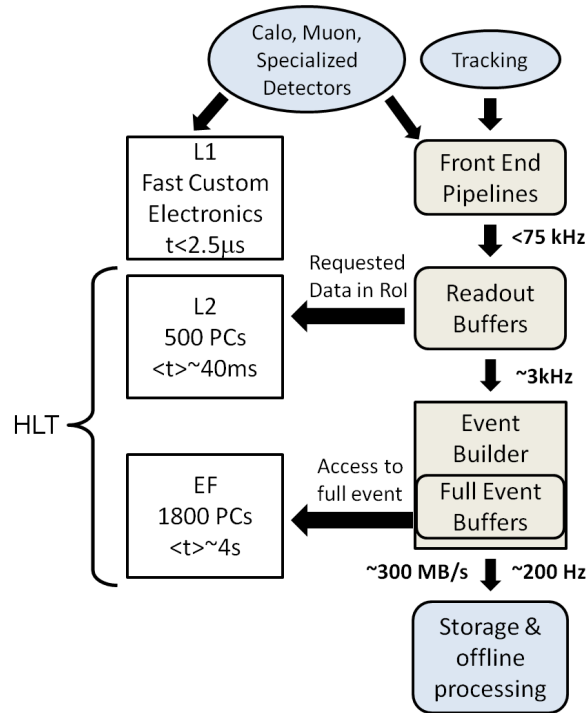 Calo, Muon,
Specialized
Detectors
Tracking
L1
Fast Custom
Electronics
t<2.5μs
Front End
Pipelines
<75 kHz
Requested
Data in RoI
L2
500 PCs
<t>~40ms
Readout
Buffers
~3kHz
HLT
Event
Builder
Full Event
Buffers
Access to
full event
EF
1800 PCs
<t>~4s
~300 MB/s
~200 Hz
Storage &
offline
processing